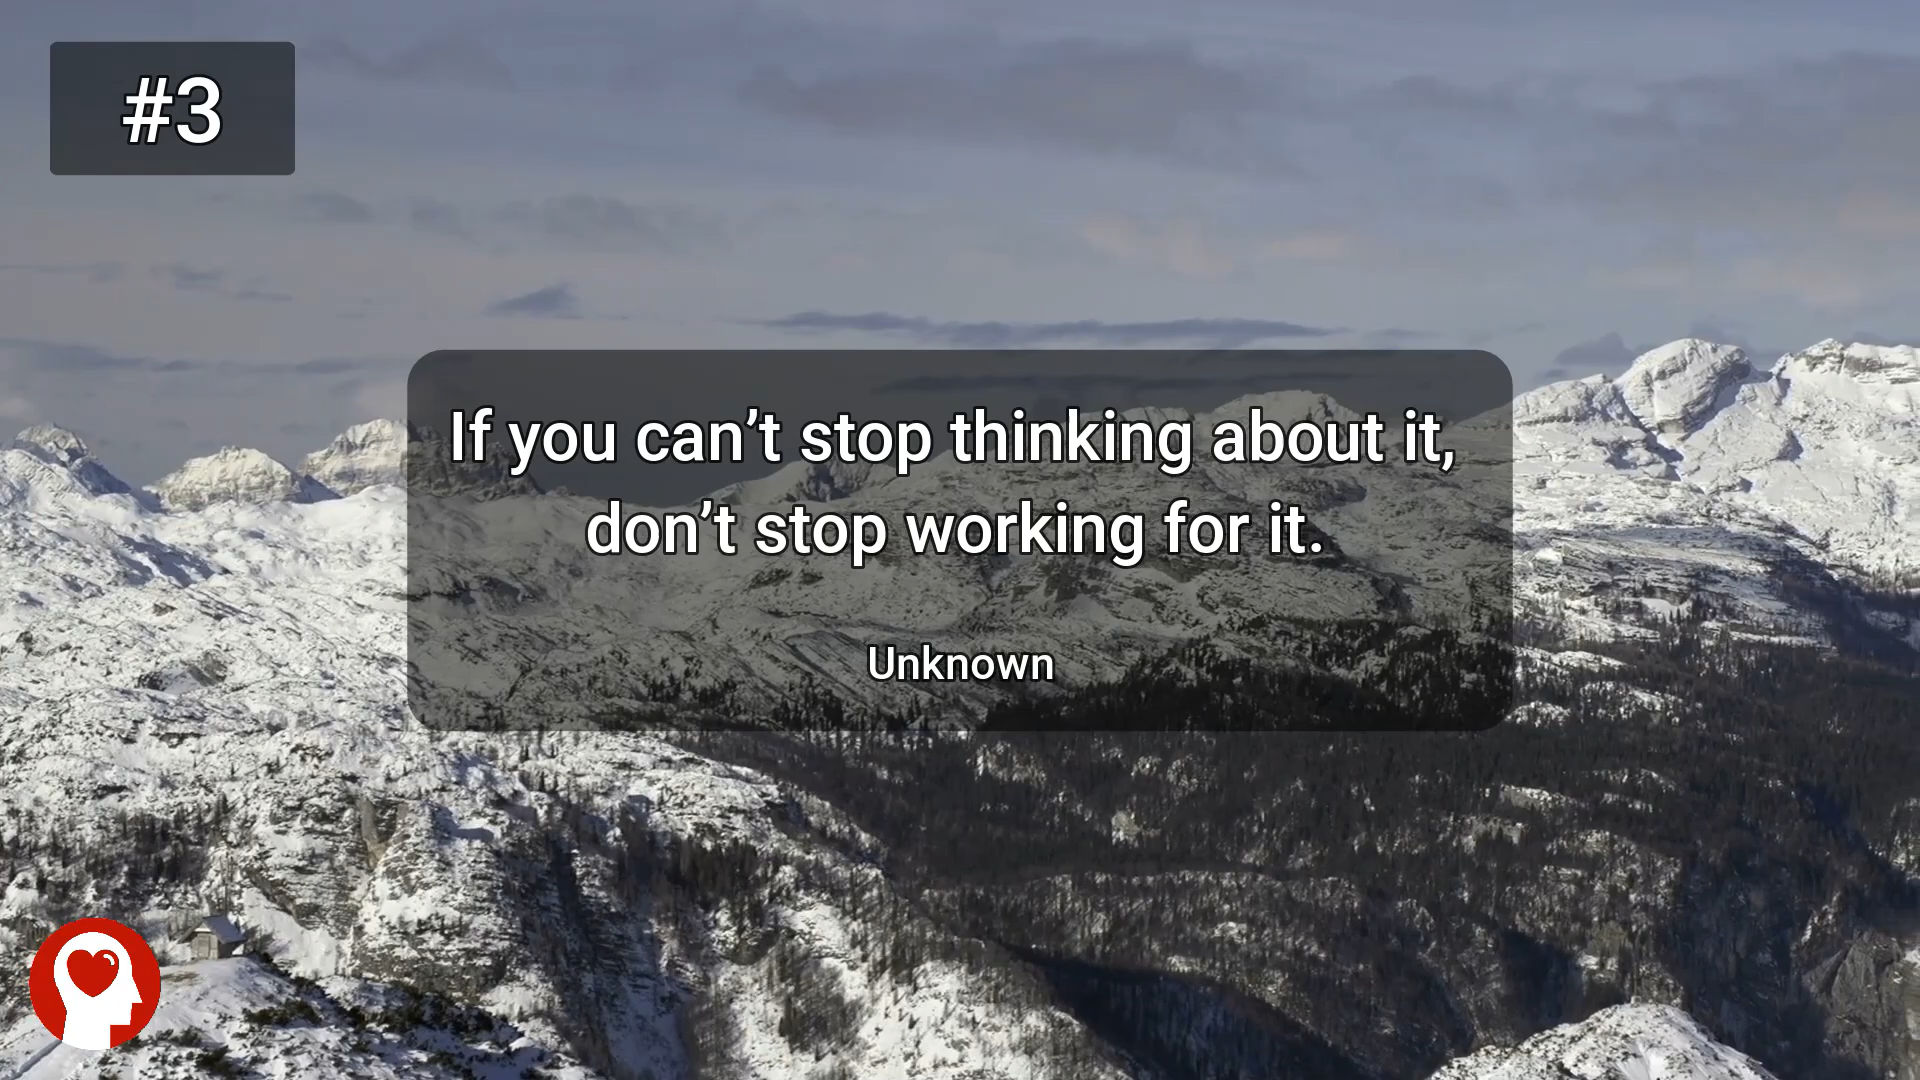 #3
If you can’t stop thinking about it,
don’t stop working for it.
Unknown